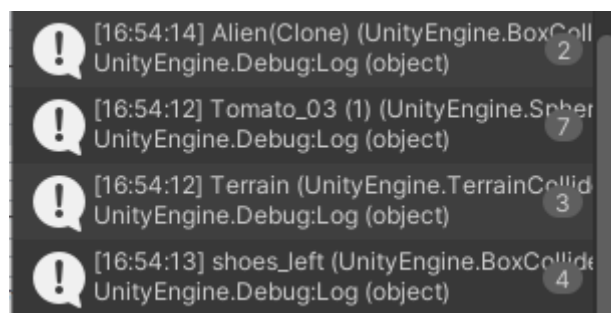 [16:54:14] Alien(Clone) (UnityEngine.BoxColl
UnityEngine.Debug:Log (object)
2
[16:54:12] Tomato_03 (1) (UnityEngine.Spher
UnityEngine.Debug:Log (object)
7
[16:54:12] Terrain (UnityEngine.TerrainCollid
UnityEngine.Debug:Log (object)
3
[16:54:13] shoes_left (UnityEngine.BoxCollide
UnityEngine.Debug:Log (object)
4